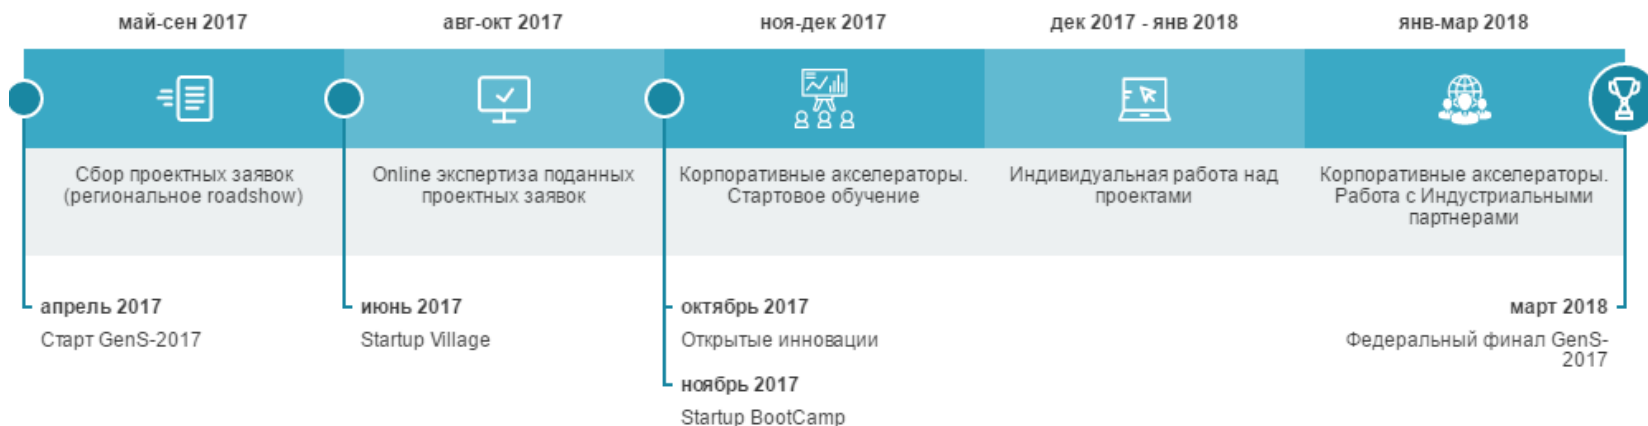 май-сен 2017
авг-окт 2017
ноя-дек 2017
дек 2017 - янв 2018
янв-мар 2018
Сбор проектных заявок
(региональное roadshow)
Online экспертиза поданных
проектных заявок
Корпоративные акселераторы.
Стартовое обучение
Индивидуальная работа над
проектами
Корпоративные акселераторы.
Работа с Индустриальными
партнерами
апрель 2017
Старт GenS-2017
июнь 2017
Startup Village
октябрь 2017
Открытые инновации
ноябрь 2017
Startup BootCamp
март 2018
Федеральный финал GenS-
2017